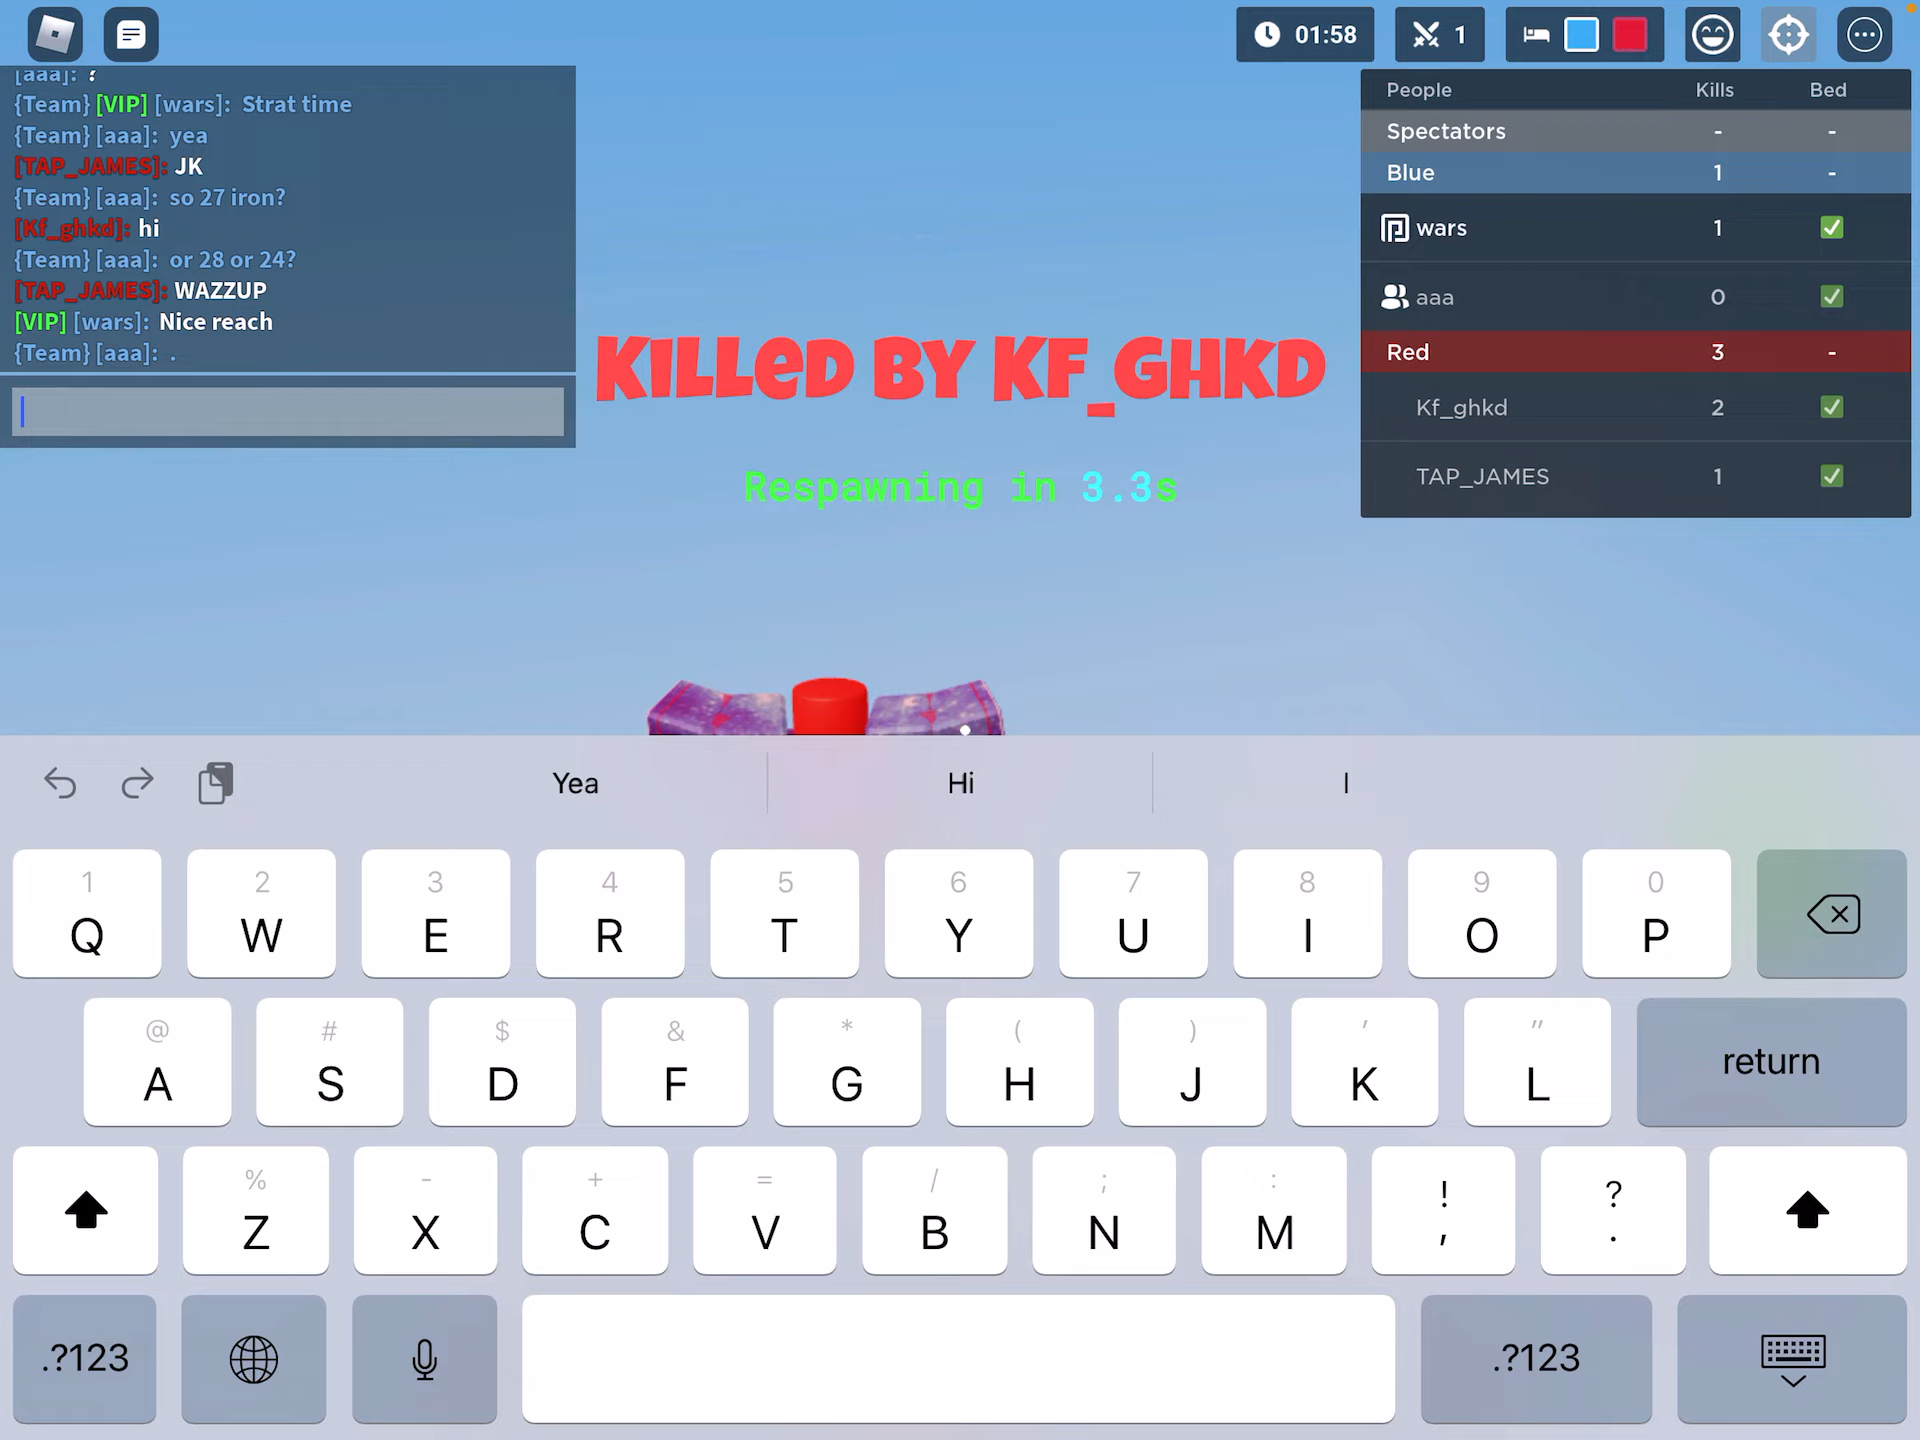 01:58
1
[aaa]: ?
{Team} [VIP] [wars]: Strat time
{Team} [aaa]: yea
[TAP_JAMES]: JK
{Team} [aaa]: so 27 iron?
[Kf_ghkd]: hi
{Team} [aaa]: or 28 or 24?
[TAP_JAMES]: WAZZUP
[VIP] [wars]: Nice reach
{Team} [aaa]: .
People Kills Bed
Spectators - -
Blue 1 -
wars 1
aaa 0
Red 3 -
Kf_ghkd 2
TAP_JAMES 1
KILLeD BY KF_GHKD
Respawning in 3.3s
Yea Hi I
1 2 3 4 5 6 7 8 9 0
Q W E R T Y U I O P
@ # $ & * ( ) ' "
A S D F G H J K L return
% - + = / ; : ! ?
Z X C V B N M , .
.?123 .?123